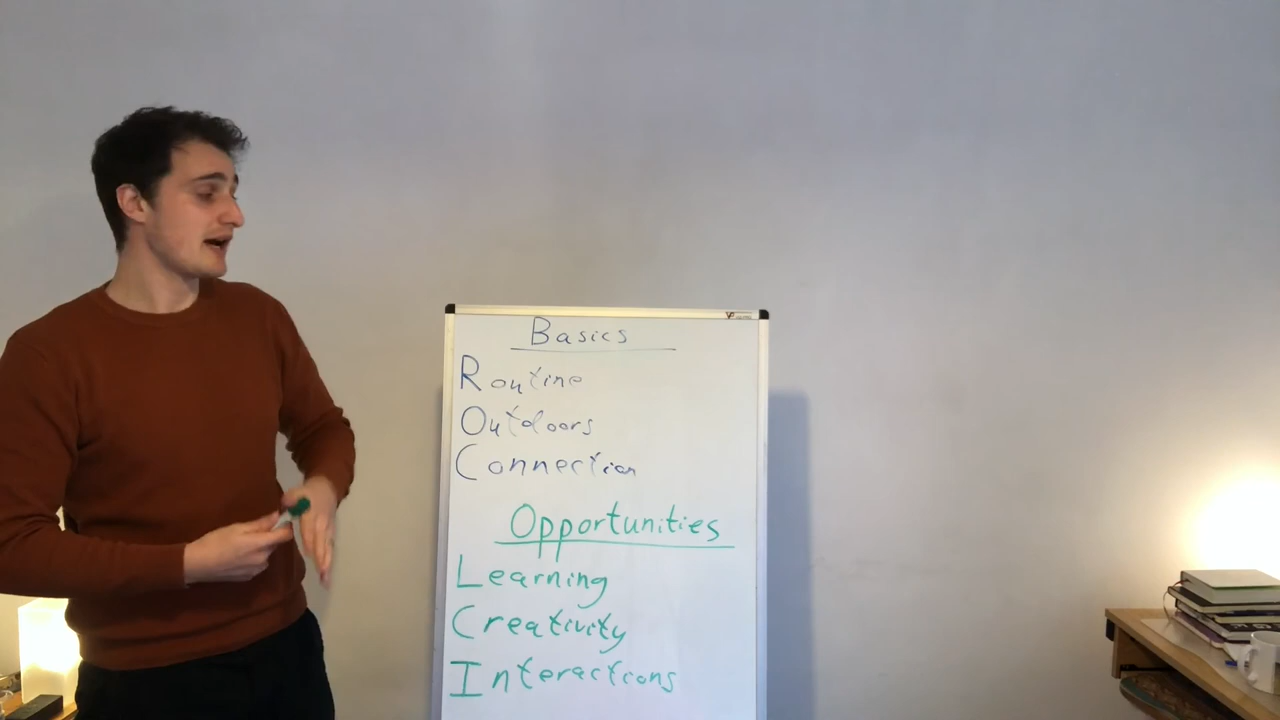 Basics
Routine
Outdoors
Connection
Opportunities
Learning
Creativity
Interactions